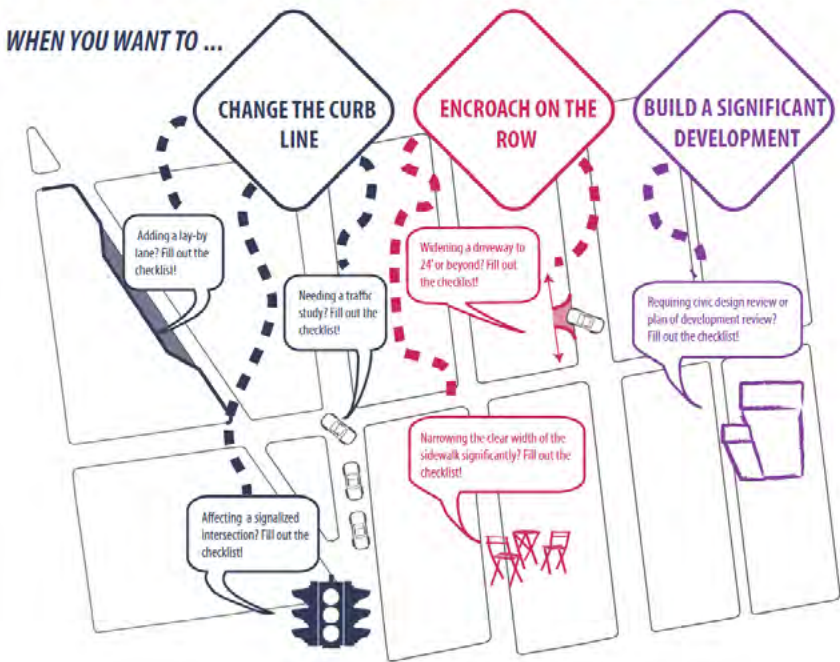 WHEN YOU WANT TO ...
CHANGE THE CURB
LINE
ENCROACH ON THE
ROW
BUILD A SIGNIFICANT
DEVELOPMENT
Adding a lay-by
lane? Fill out the
checklist!
Needing a traffic
study? Fill out the
checklist!
Affecting a signalized
intersection? Fill out the
checklist!
Widening a driveway to
24' or beyond? Fill out
the checklist!
Narrowing the clear width of the
sidewalk significantly? Fill out the
checklist!
Requiring civic design review or
plan of development review?
Fill out the checklist!